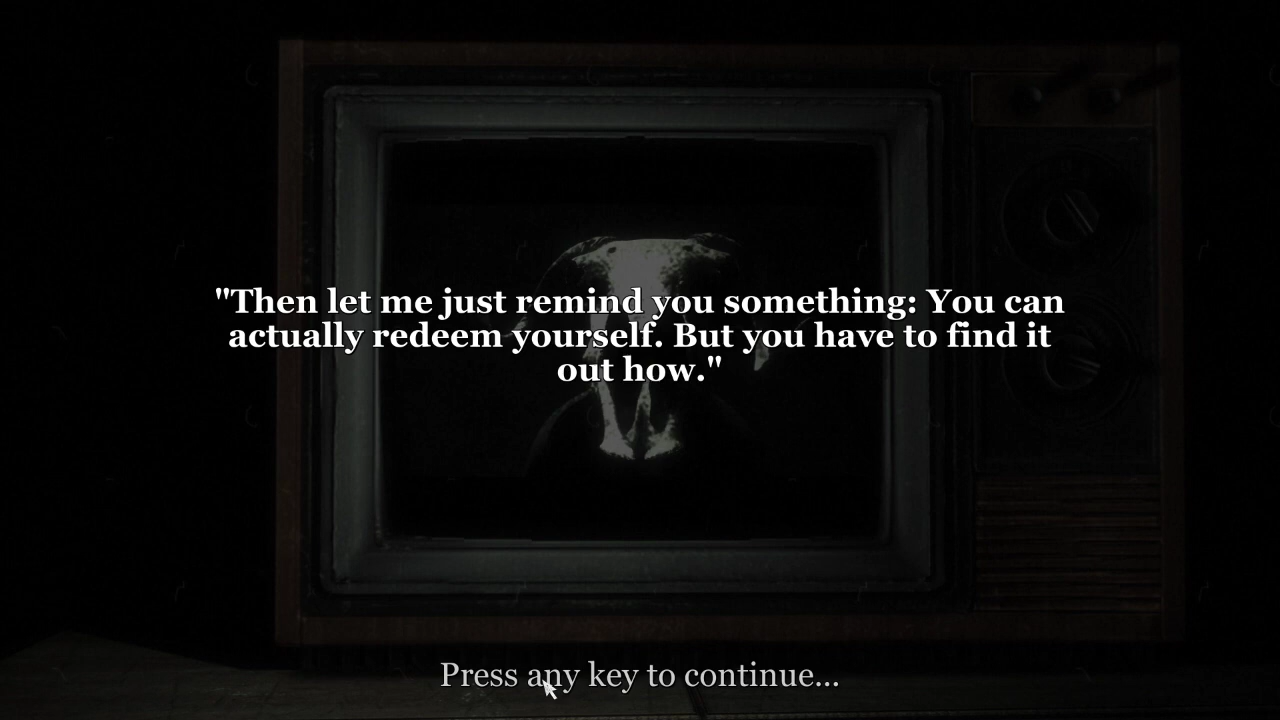 "Then let me just remind you something: You can
actually redeem yourself. But you have to find it
out how."
Press any key to continue...